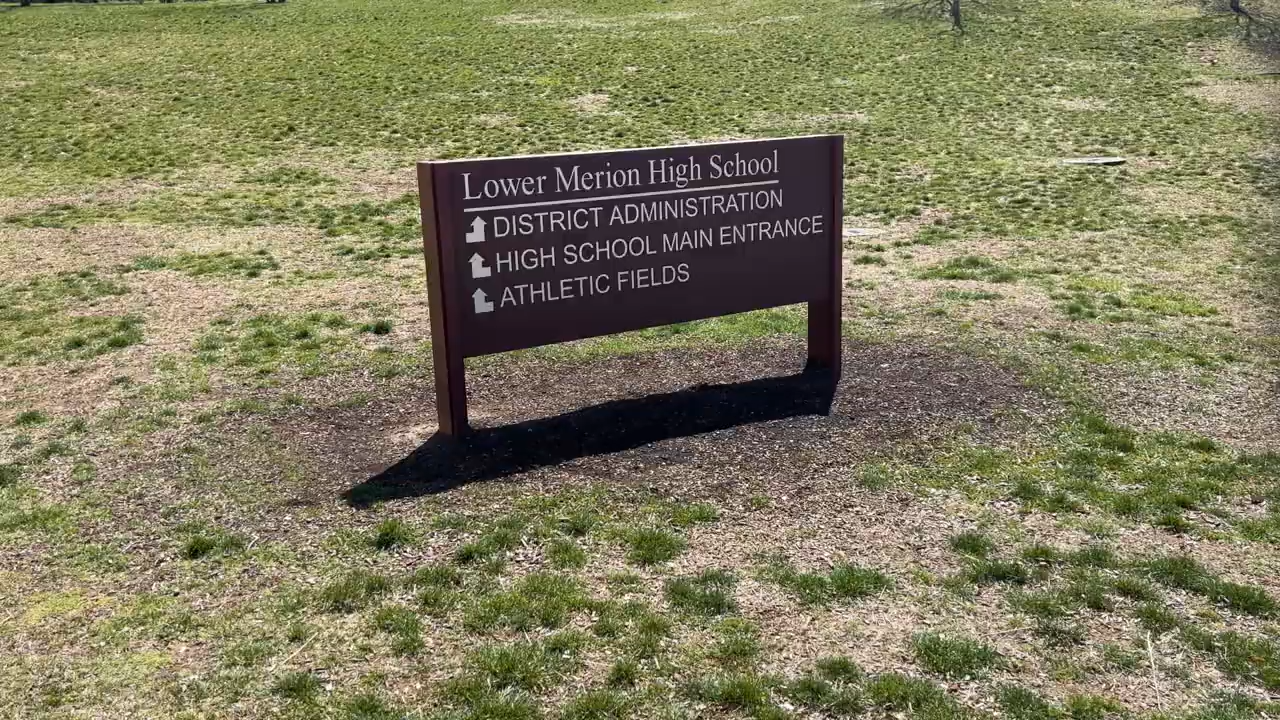 Lower Merion High School
DISTRICT ADMINISTRATION
HIGH SCHOOL MAIN ENTRANCE
ATHLETIC FIELDS